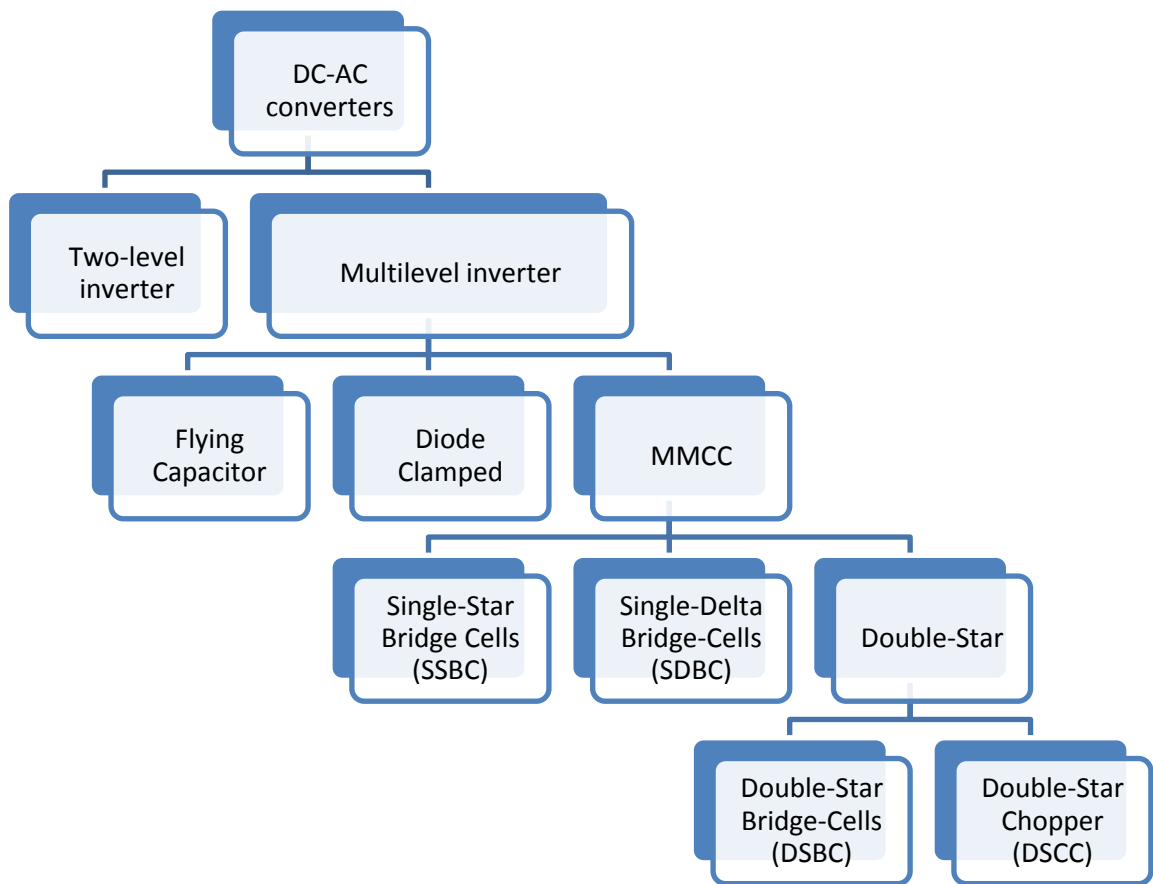 DC-AC
converters
Two-level
inverter
Multilevel inverter
Flying
Capacitor
Diode
Clamped
MMCC
Single-Star
Bridge Cells
(SSBC)
Single-Delta
Bridge-Cells
(SDBC)
Double-Star
Double-Star
Bridge-Cells
(DSBC)
Double-Star
Chopper
(DSCC)